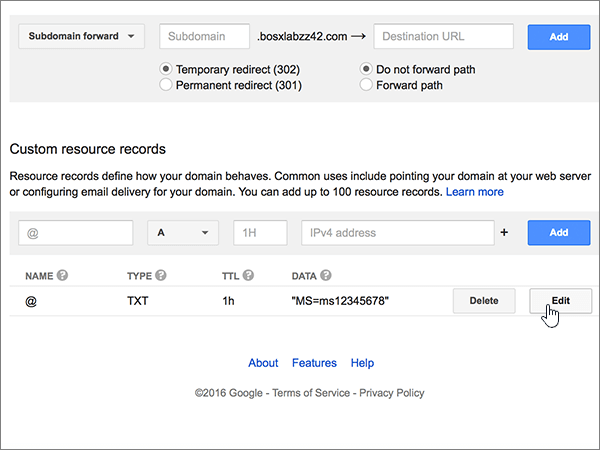 Subdomain forward Subdomain .bosxlabzz42.com → Destination URL Add
Temporary redirect (302) Do not forward path
Permanent redirect (301) Forward path
Custom resource records
Resource records define how your domain behaves. Common uses include pointing your domain at your web server
or configuring email delivery for your domain. You can add up to 100 resource records. Learn more
@ A 1H IPv4 address + Add
NAME ? TYPE ? TTL ? DATA ?
@ TXT 1h "MS=ms12345678" Delete Edit
About Features Help
©2016 Google - Terms of Service - Privacy Policy